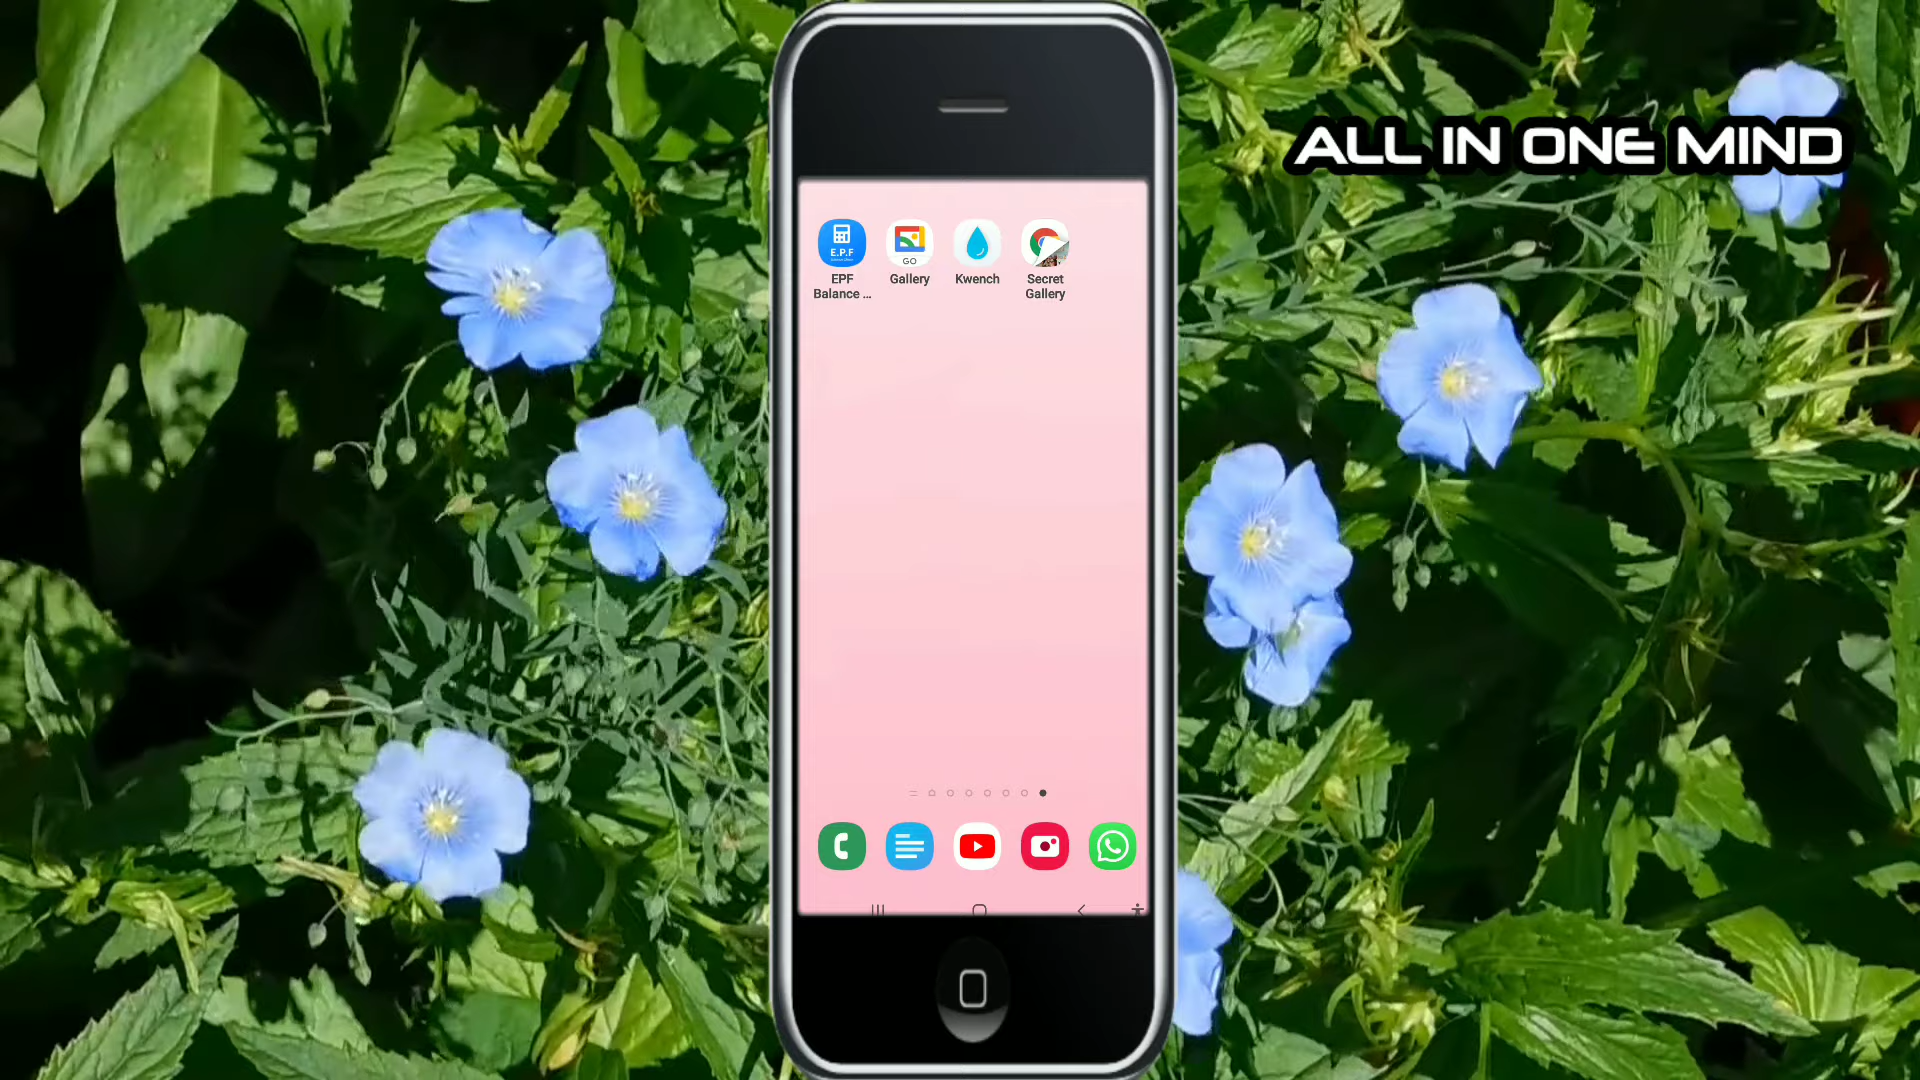 ALL IN ONE MIND
E.P.F
GO
EPF
Balance ...
Gallery
Kwench
Secret
Gallery